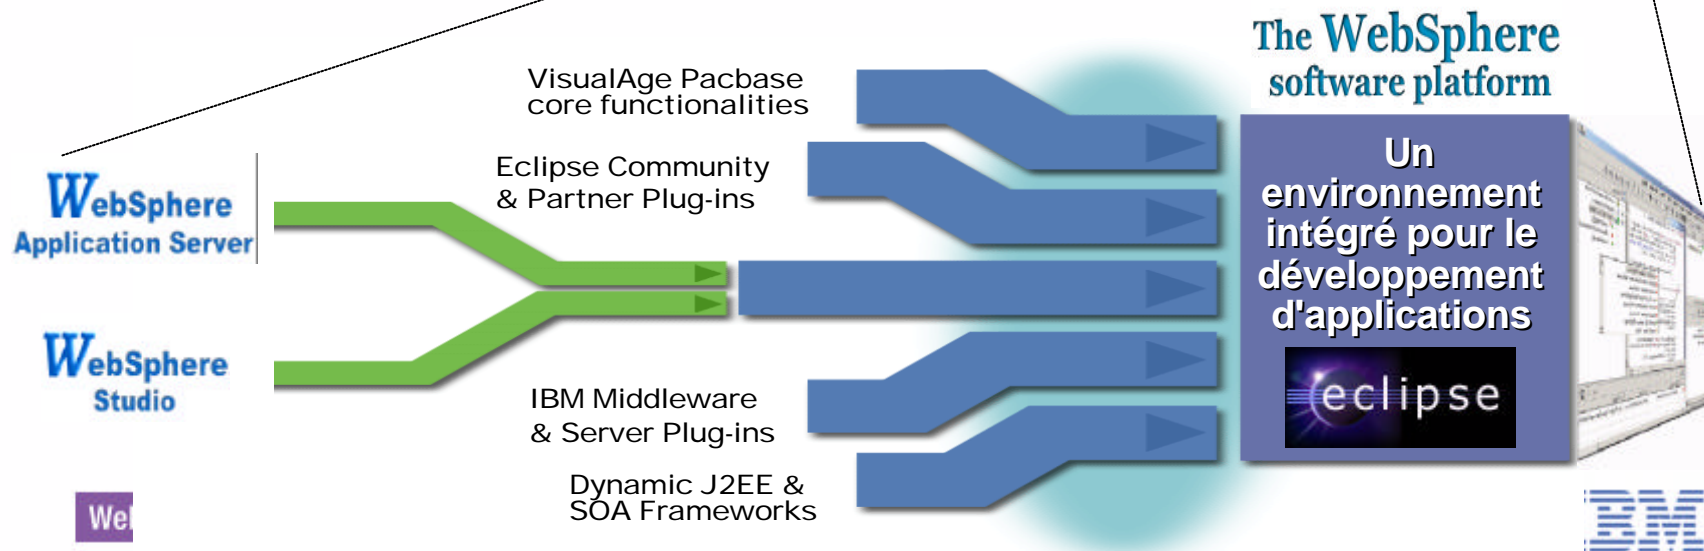 The WebSphere
software platform
VisualAge Pacbase
core functionalities
Eclipse Community
& Partner Plug-ins
WebSphere
Application Server
WebSphere
Studio
IBM Middleware
& Server Plug-ins
Dynamic J2EE &
SOA Frameworks
Un
environnement
intégré pour le
développement
d'applications
eclipse
We
IBM